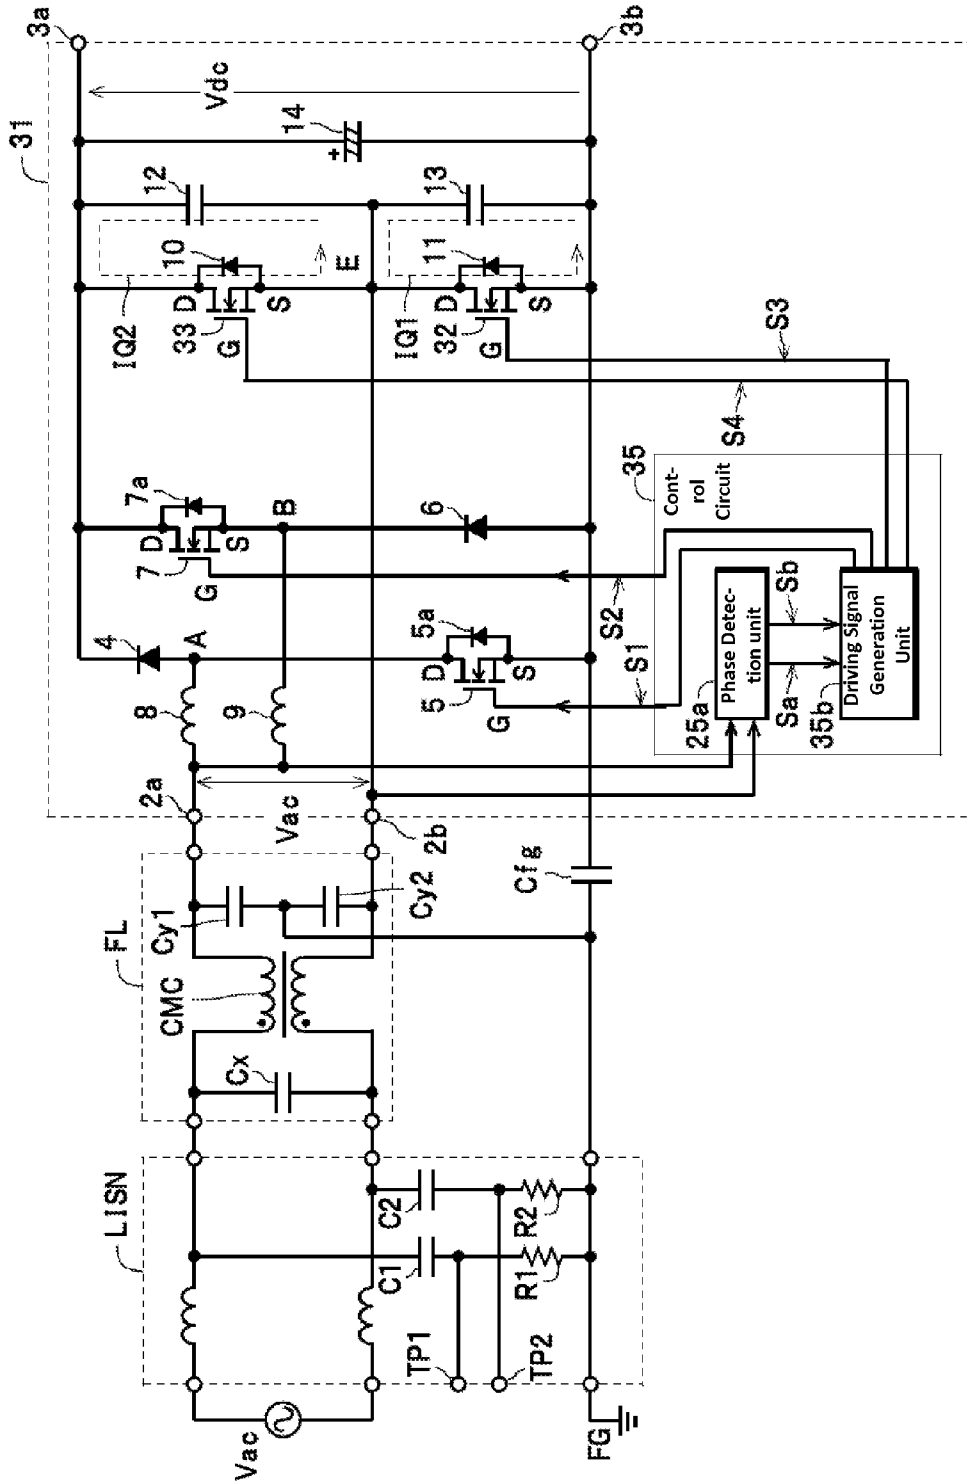 31
3a
3b
Vdc
14
+
12
13
10
11
E
D
S
G
33
IQ2
D
S
G
32
IQ1
S3
S4
35
Cont-
rol
Circuit
7a
D
S
7
G
B
6
4
A
5a
D
S
5
G
S2
S1
8
9
25a
Phase Detec-
tion unit
Sa
Sb
35b
Driving Signal
Generation
Unit
2a
Vac
2b
Cfg
FL
Cy1
Cy2
CMC
Cx
LISN
C2
C1
R2
R1
TP1
TP2
Vac
FG